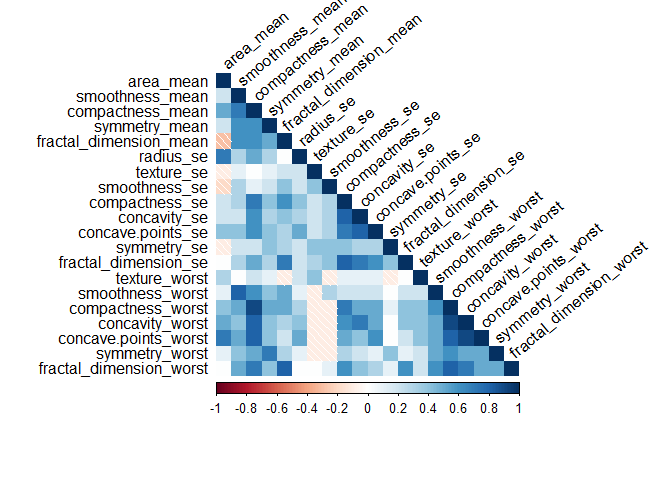 area_mean
smoothness_mean
compactness_mean
symmetry_mean
fractal_dimension_mean
radius_se
texture_se
smoothness_se
compactness_se
concavity_se
concave.points_se
symmetry_se
fractal_dimension_se
texture_worst
smoothness_worst
compactness_worst
concavity_worst
concave.points_worst
symmetry_worst
fractal_dimension_worst
area_mean
smoothness_mean
compactness_mean
symmetry_mean
fractal_dimension_mean
radius_se
texture_se
smoothness_se
compactness_se
concavity_se
concave.points_se
symmetry_se
fractal_dimension_se
texture_worst
smoothness_worst
compactness_worst
concavity_worst
concave.points_worst
symmetry_worst
fractal_dimension_worst
-1 -0.8 -0.6 -0.4 -0.2 0 0.2 0.4 0.6 0.8 1